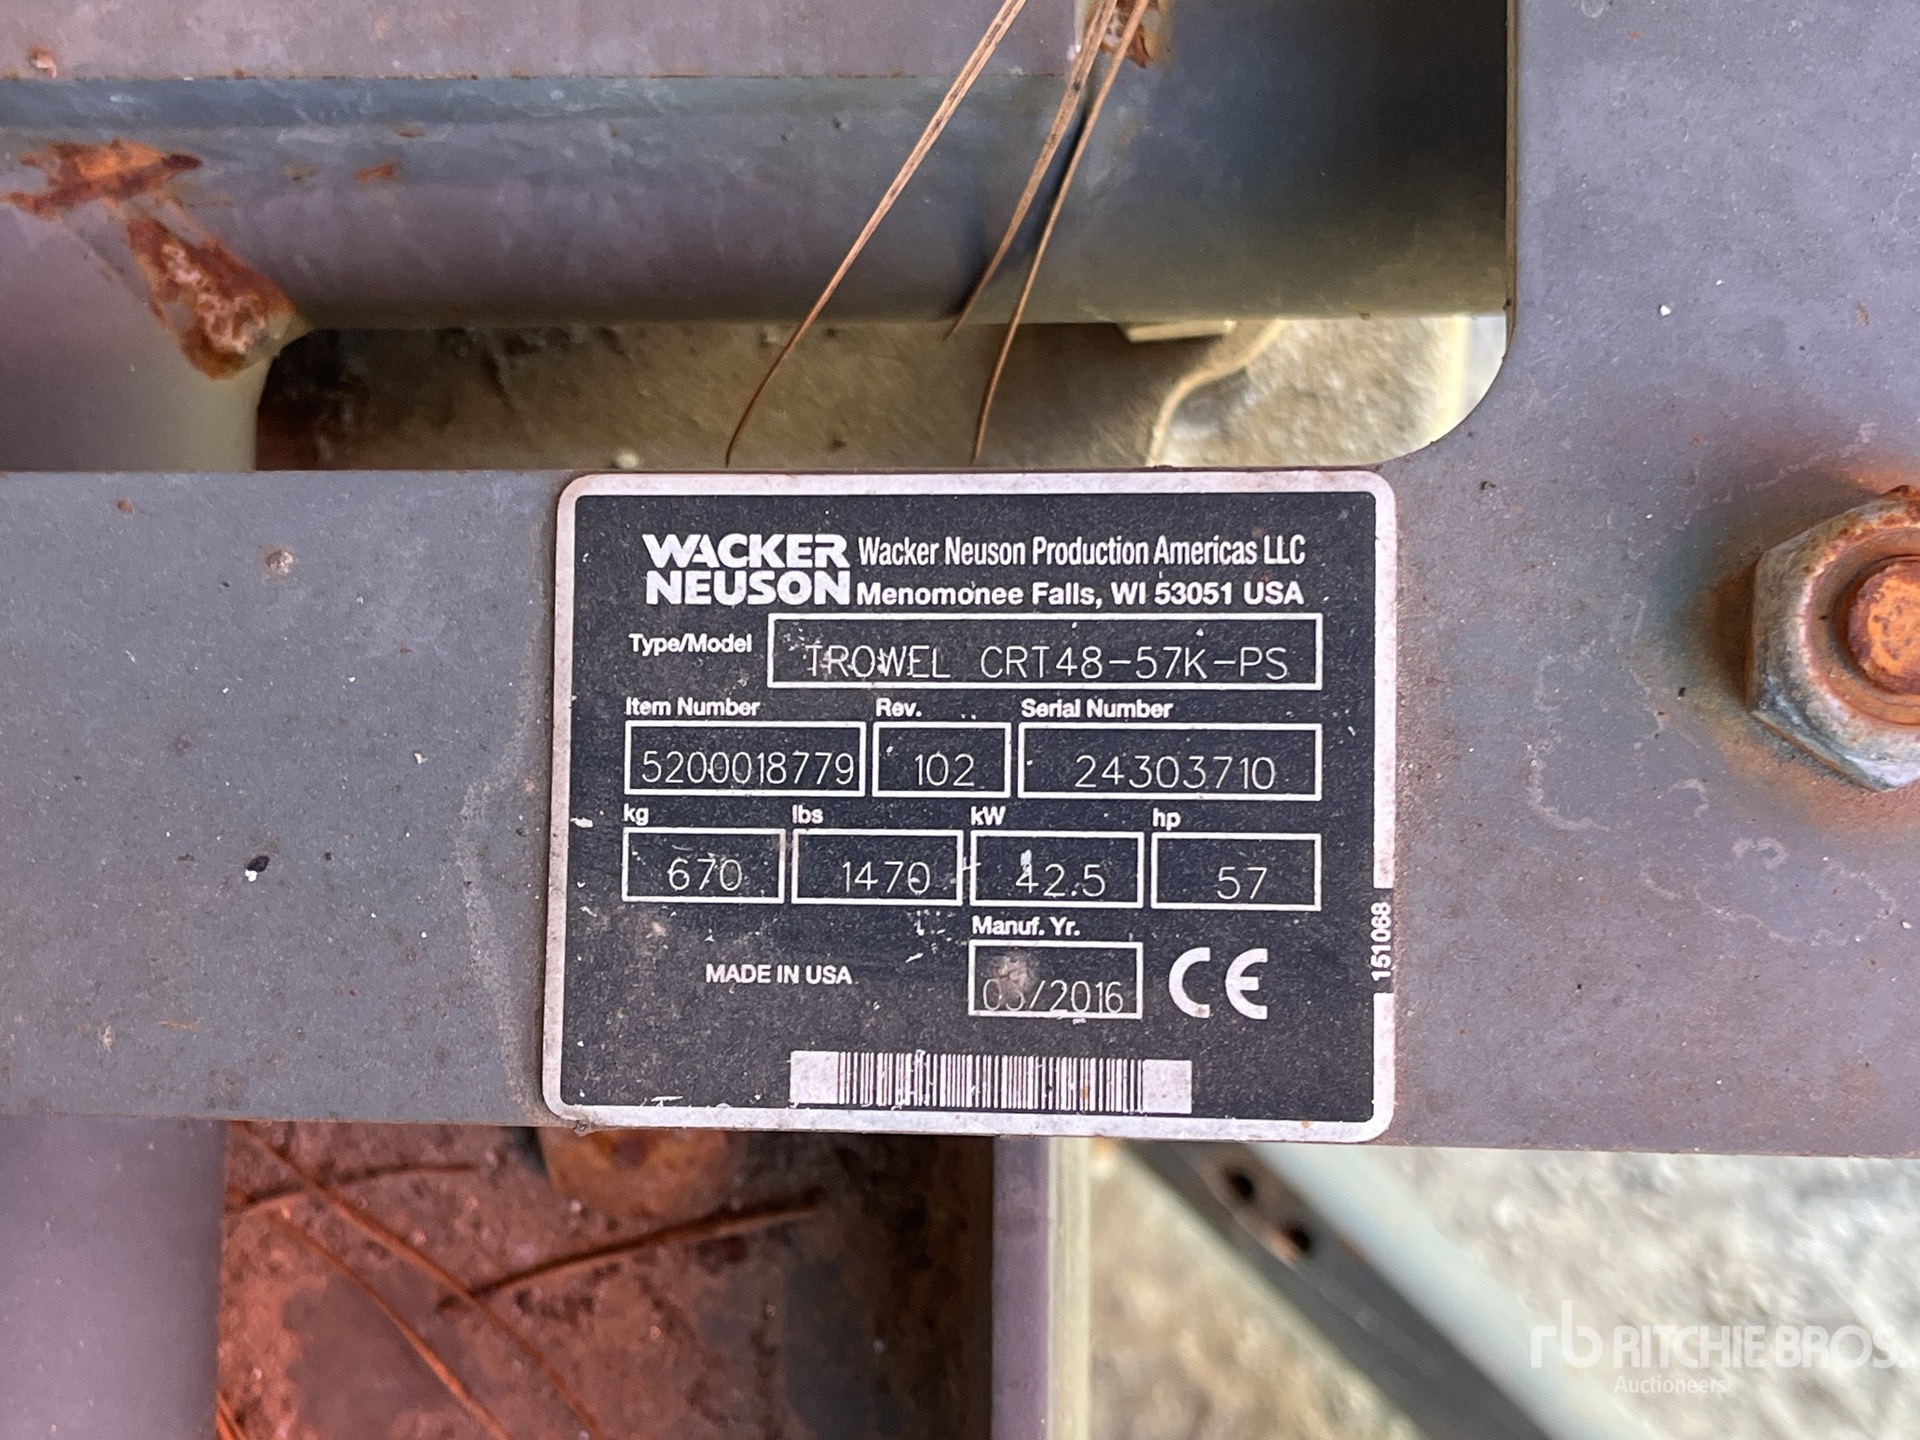 WACKER NEUSON Wacker Neuson Production Americas LLC
Menomonee Falls, WI 53051 USA
Type/Model TROWEL CRT48-57K-PS
Item Number Rev. Serial Number
5200018779 102 24303710
kg lbs kW hp
670 1470 42.5 57
Manuf. Yr.
MADE IN USA /2016 CE
151068
rb RITCHIE BROS.
Auctioneers